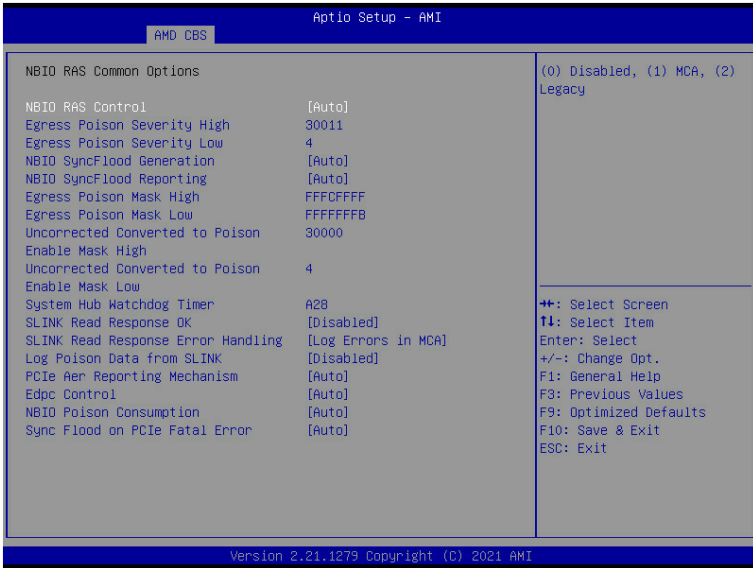 Aptio Setup – AMI
AMD CBS
NBIO RAS Common Options
(0) Disabled, (1) MCA, (2)
Legacy
NBIO RAS Control [Auto]
Egress Poison Severity High 30011
Egress Poison Severity Low 4
NBIO SyncFlood Generation [Auto]
NBIO SyncFlood Reporting [Auto]
Egress Poison Mask High FFFCFFFF
Egress Poison Mask Low FFFFFFFB
Uncorrected Converted to Poison 30000
Enable Mask High
Uncorrected Converted to Poison 4
Enable Mask Low
System Hub Watchdog Timer A28
SLINK Read Response OK [Disabled]
SLINK Read Response Error Handling [Log Errors in MCA]
Log Poison Data from SLINK [Disabled]
PCIe Aer Reporting Mechanism [Auto]
Edpc Control [Auto]
NBIO Poison Consumption [Auto]
Sync Flood on PCIe Fatal Error [Auto]
→←: Select Screen
↑↓: Select Item
Enter: Select
+/-: Change Opt.
F1: General Help
F3: Previous Values
F9: Optimized Defaults
F10: Save & Exit
ESC: Exit
Version 2.21.1279 Copyright (C) 2021 AMI